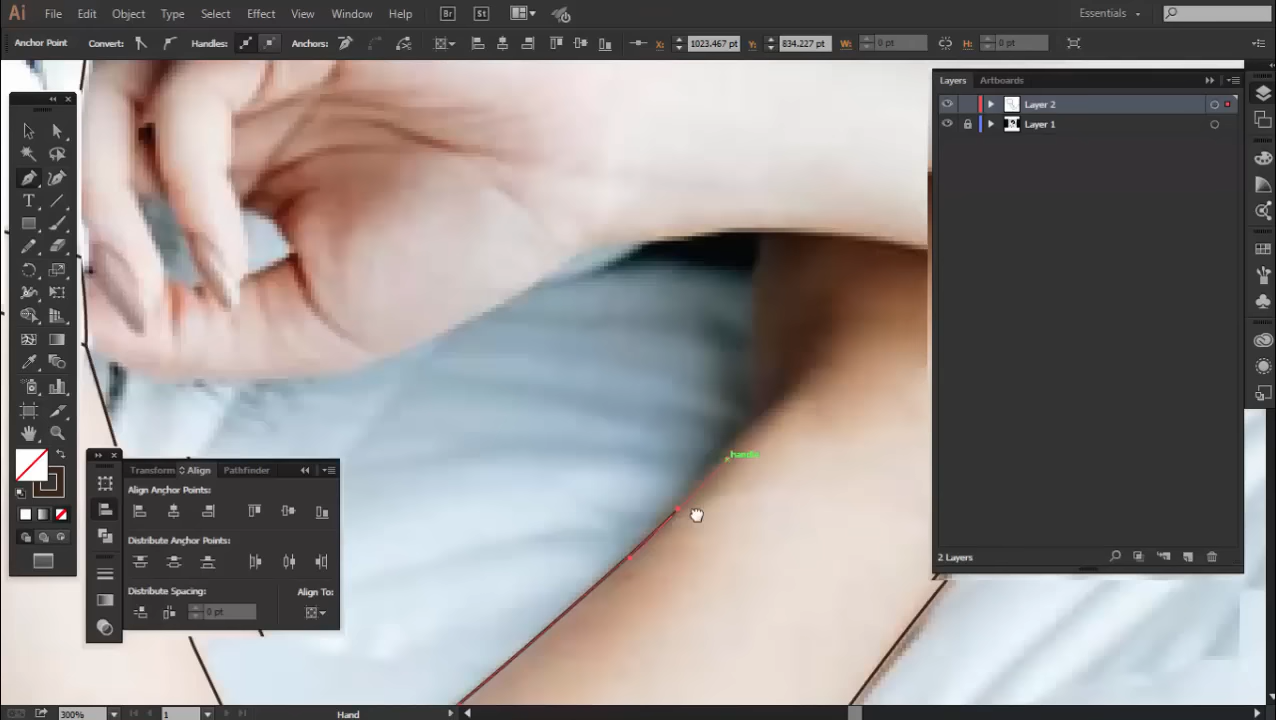 Ai File Edit Object Type Select Effect View Window Help Br St Essentials
Anchor Point Convert: Handles: Anchors: X: 1023.467 pt Y: 834.227 pt W: 0 pt H: 0 pt
Layers Artboards
Layer 2
Layer 1
T
Transform Align Pathfinder
Align Anchor Points:
Distribute Anchor Points:
Distribute Spacing: Align To:
0 pt
2 Layers
300% 1 Hand